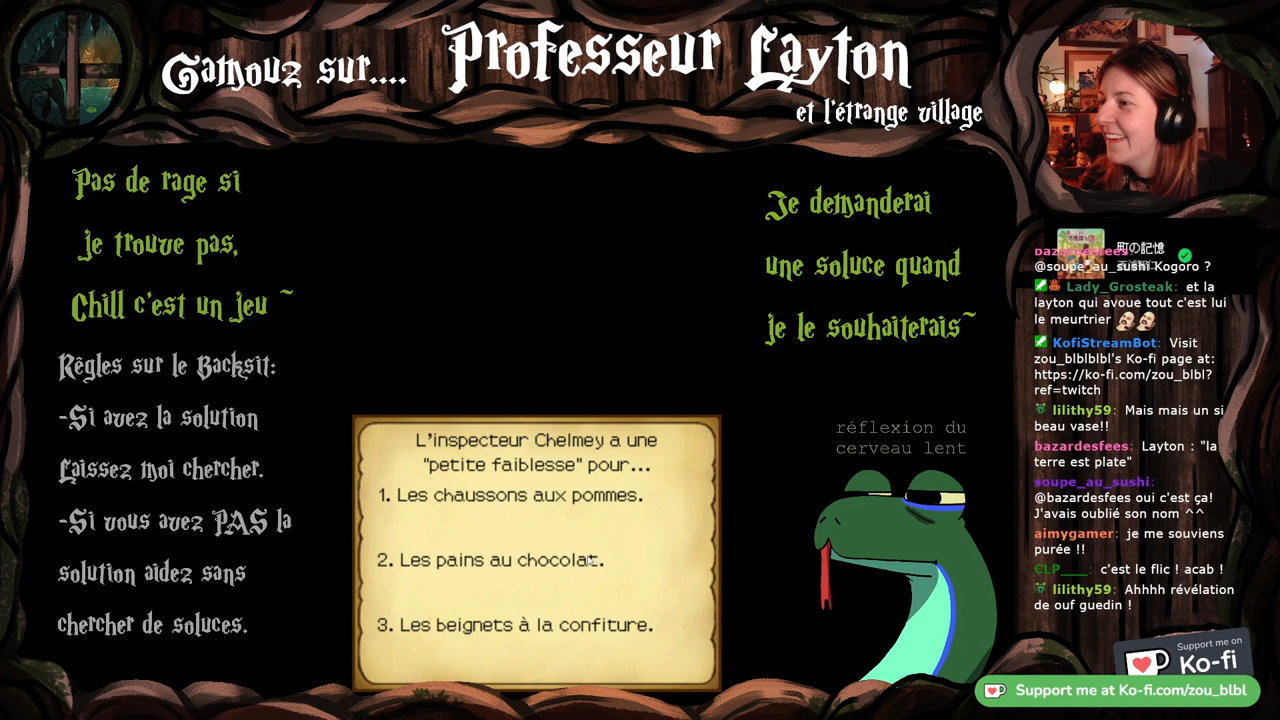 Gamouz sur....
Professeur Layton
et l'étrange village
Pas de rage si
je trouve pas,
Chill c'est un jeu ~
Règles sur le Backsit:
-Si avez la solution
Laissez moi chercher.
-Si vous avez PAS la
solution aidez sans
chercher de soluces.
Je demanderai
une soluce quand
je le souhaiterais~
réflexion du
cerveau lent
L'inspecteur Chelmey a une
"petite faiblesse" pour...
1. Les chaussons aux pommes.
2. Les pains au chocolat.
3. Les beignets à la confiture.
町の記憶
bazardesfees:
@soupe_au_sushi Kogoro ?
Lady_Grosteak: et la
layton qui avoue tout c'est lui
le meurtrier
KofiStreamBot: Visit
zou_blblblbl's Ko-fi page at:
https://ko-fi.com/zou_blbl?
ref=twitch
lilithy59: Mais mais un si
beau vase!!
bazardesfees: Layton : "la
terre est plate"
soupe_au_sushi:
@bazardesfees oui c'est ça!
J'avais oublié son nom ^^
aimygamer: je me souviens
purée !!
CLP___: c'est le flic ! acab !
lilithy59: Ahhhh révélation
de ouf guedin !
Support me on
Ko-fi
Support me at Ko-fi.com/zou_blbl